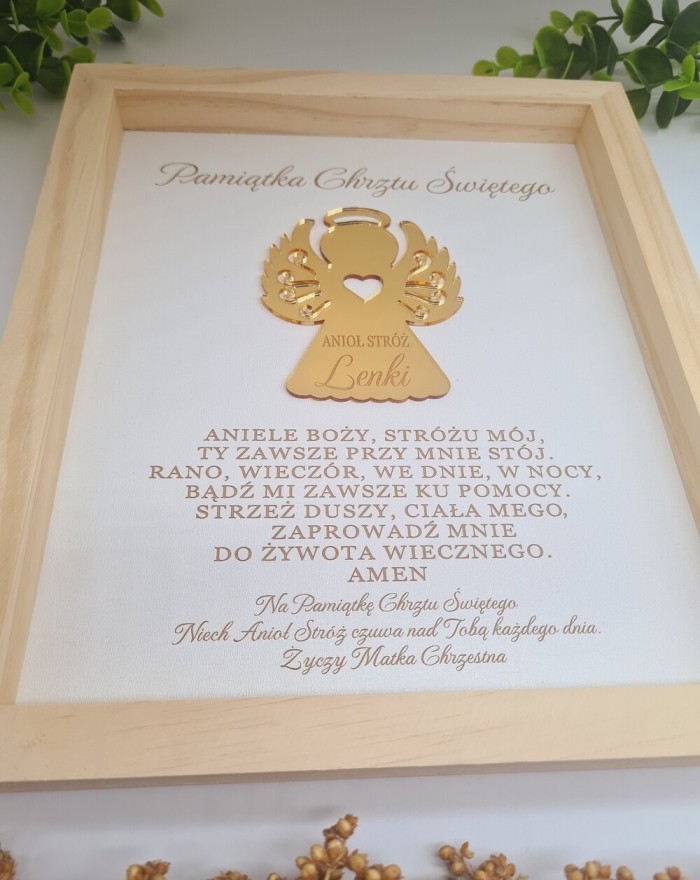 Pamiątka Chrztu Świętego
ANIOŁ STRÓŻ
Lenki
ANIELE BOŻY, STRÓŻU MÓJ,
TY ZAWSZE PRZY MNIE STÓJ.
RANO, WIECZÓR, WE DNIE, W NOCY,
BĄDŹ MI ZAWSZE KU POMOCY.
STRZEŻ DUSZY, CIAŁA MEGO,
ZAPROWADŹ MNIE
DO ŻYWOTA WIECZNEGO.
AMEN
Na Pamiątkę Chrztu Świętego
Niech Anioł Stróż czuwa nad Tobą każdego dnia.
Życzy Matka Chrzestna